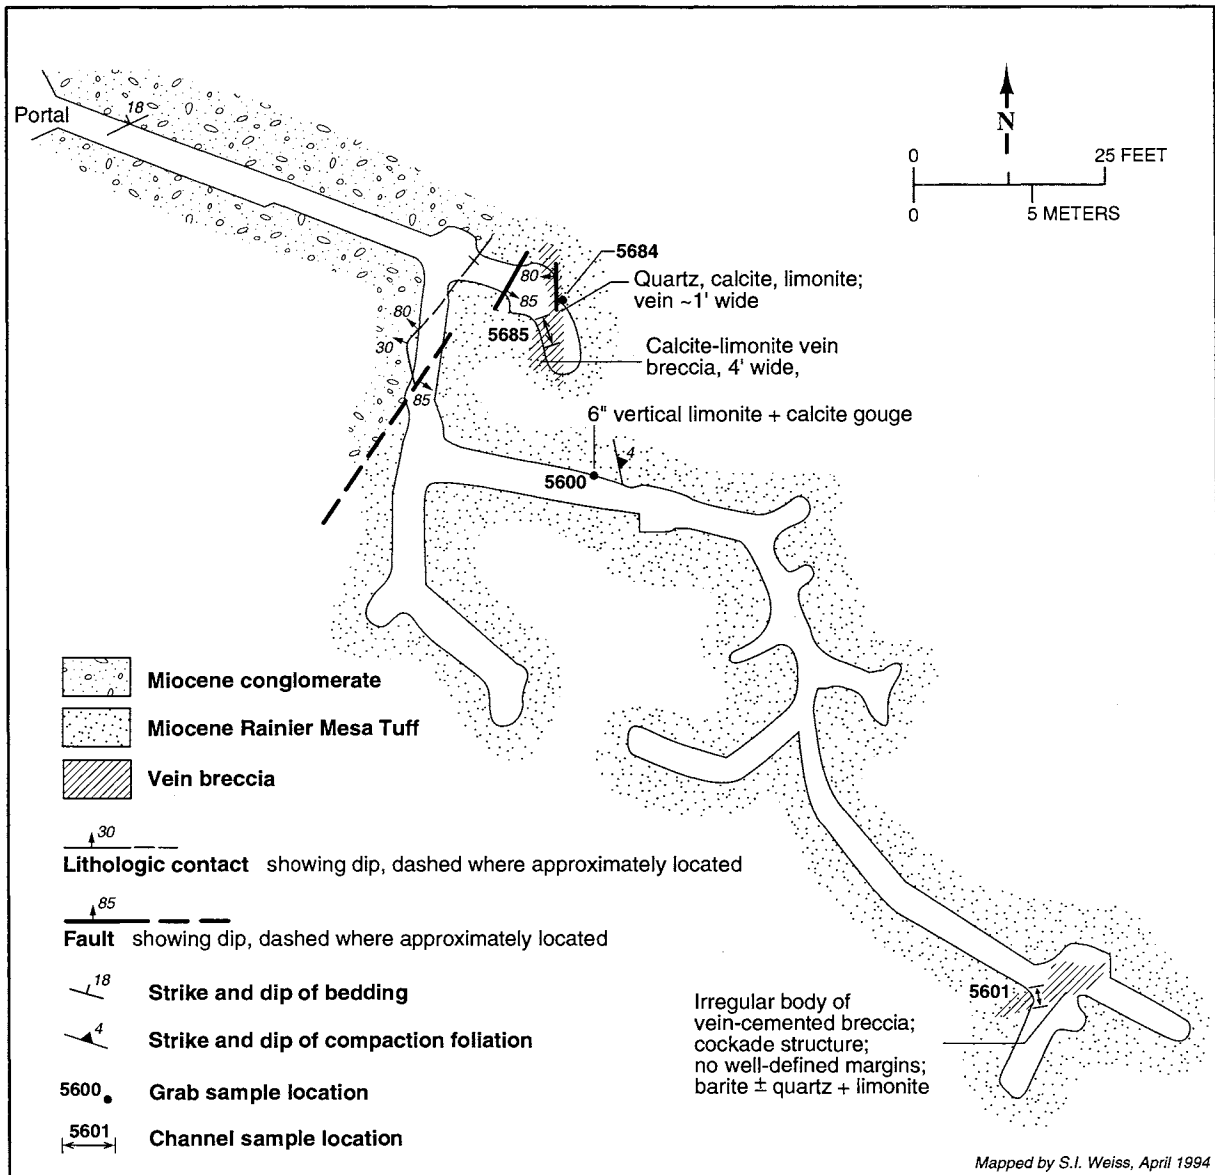 Portal
18
N
0
25 FEET
0
5 METERS
5684
Quartz, calcite, limonite;
vein ~1' wide
80
85
5685
80
30
85
Calcite-limonite vein
breccia, 4' wide,
6" vertical limonite + calcite gouge
4
5600
Miocene conglomerate
Miocene Rainier Mesa Tuff
Vein breccia
30
Lithologic contact showing dip, dashed where approximately located
85
Fault showing dip, dashed where approximately located
18
Strike and dip of bedding
4
Strike and dip of compaction foliation
5600
Grab sample location
5601
Channel sample location
5601
Irregular body of
vein-cemented breccia;
cockade structure;
no well-defined margins;
barite ± quartz + limonite
Mapped by S.I. Weiss, April 1994